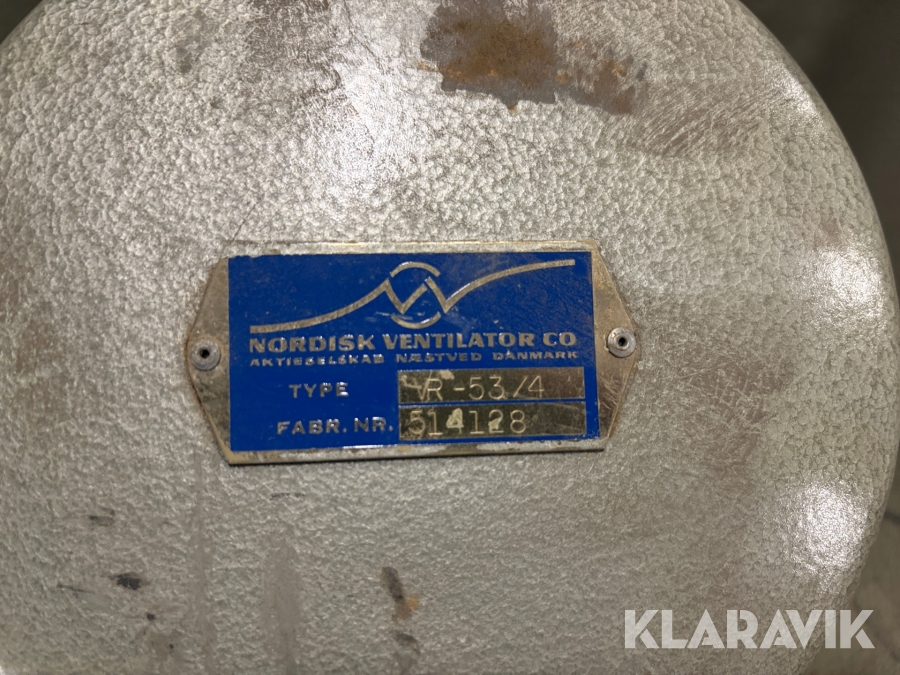 NORDISK VENTILATOR CO
AKTIESELSKAB NÆSTVED DANMARK
TYPE VR-53/4
FABR. NR. 514128
KLARAVIK